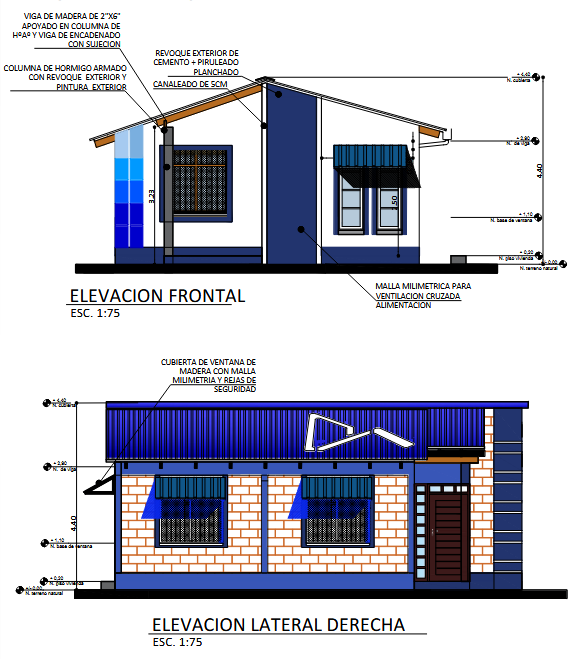 VIGA DE MADERA DE 2"X6"
APOYADO EN COLUMNA DE
HºAº Y VIGA DE ENCADENADO
CON SUJECION
COLUMNA DE HORMIGO ARMADO
CON REVOQUE EXTERIOR Y
PINTURA EXTERIOR
REVOQUE EXTERIOR DE
CEMENTO + PIRULEADO
PLANCHADO
CANALEADO DE 5CM
+ 4,40
N. cubierta
+ 3,90
N. de viga
4,40
3,23
2,50
+ 1,10
N. base de ventana
+ 0,20
N. piso vivienda
+/- 0,00
N. terreno natural
MALLA MILIMETRICA PARA
VENTILACION CRUZADA
ALIMENTACION
ELEVACION FRONTAL
ESC. 1:75
CUBIERTA DE VENTANA DE
MADERA CON MALLA
MILIMETRIA Y REJAS DE
SEGURIDAD
+ 4,40
N. cubierta
+ 3,90
N. de viga
4,40
+ 1,10
N. base de ventana
+ 0,20
N. piso vivienda
+/- 0,00
N. terreno natural
ELEVACION LATERAL DERECHA
ESC. 1:75